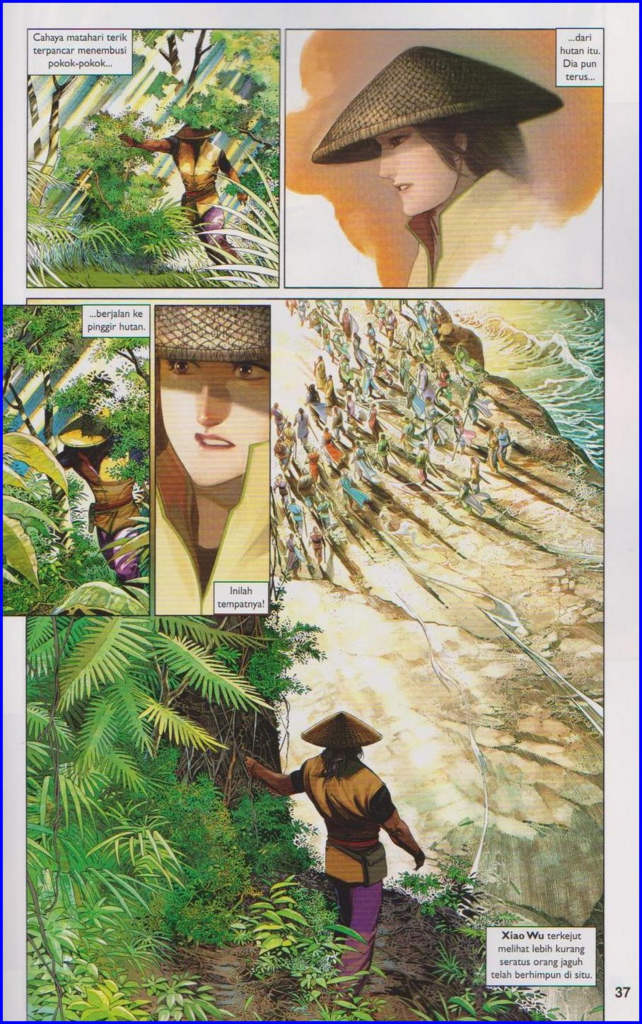 Cahaya matahari terik
terpancar menembusi
pokok-pokok...
...dari
hutan itu.
Dia pun
terus...
...berjalan ke
pinggir hutan.
Inilah
tempatnya!
Xiao Wu terkejut
melihat lebih kurang
seratus orang jaguh
telah berhimpun di situ.
37